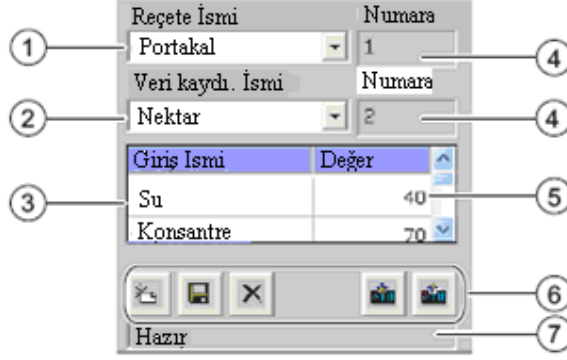 Reçete İsmi Numara
1 Portakal 1 4
Veri kaydı. İsmi Numara
2 Nektar 2 4
Giriş Ismi Değer
3 Su 40 5
Konsantre 70
6
Hazır 7